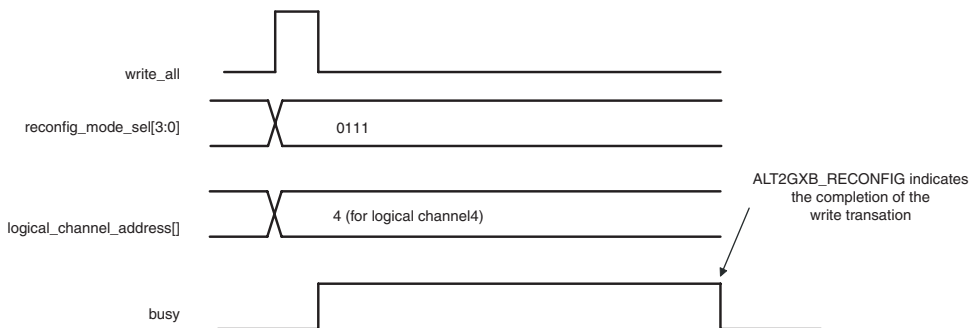 write_all
reconfig_mode_sel[3:0]
0111
ALT2GXB_RECONFIG indicates
the completion of the
write transation
logical_channel_address[]
4 (for logical channel4)
busy